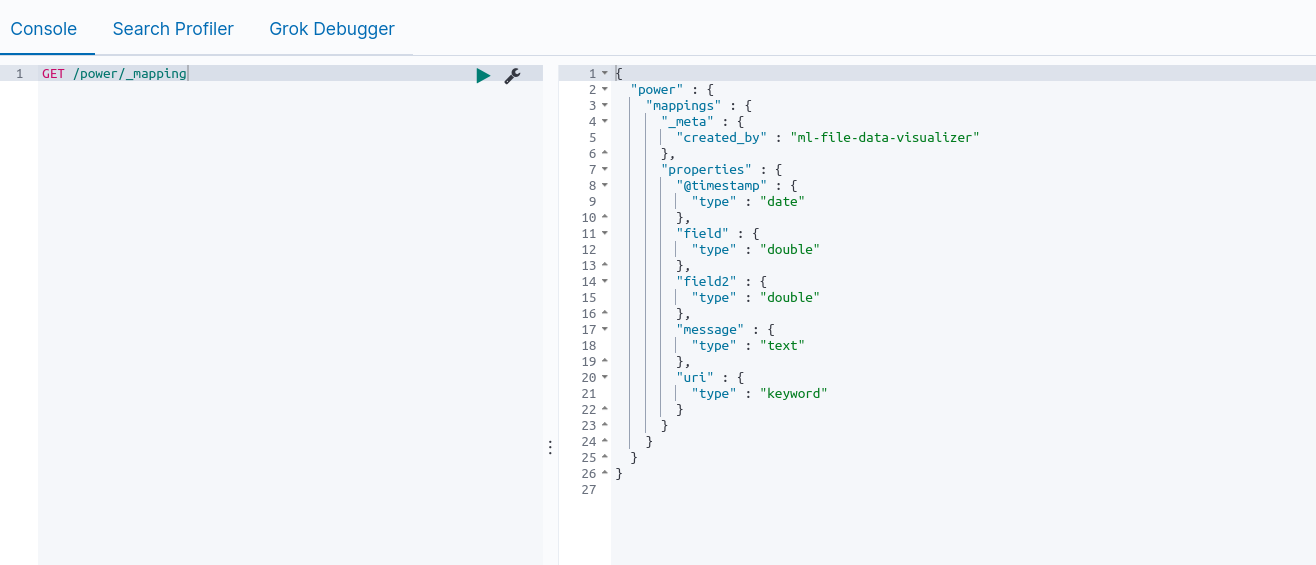 Console Search Profiler Grok Debugger
1 GET /power/_mapping
1 {
2 "power" : {
3 "mappings" : {
4 "_meta" : {
5 "created_by" : "ml-file-data-visualizer"
6 },
7 "properties" : {
8 "@timestamp" : {
9 "type" : "date"
10 },
11 "field" : {
12 "type" : "double"
13 },
14 "field2" : {
15 "type" : "double"
16 },
17 "message" : {
18 "type" : "text"
19 },
20 "uri" : {
21 "type" : "keyword"
22 }
23 }
24 }
25 }
26 }
27